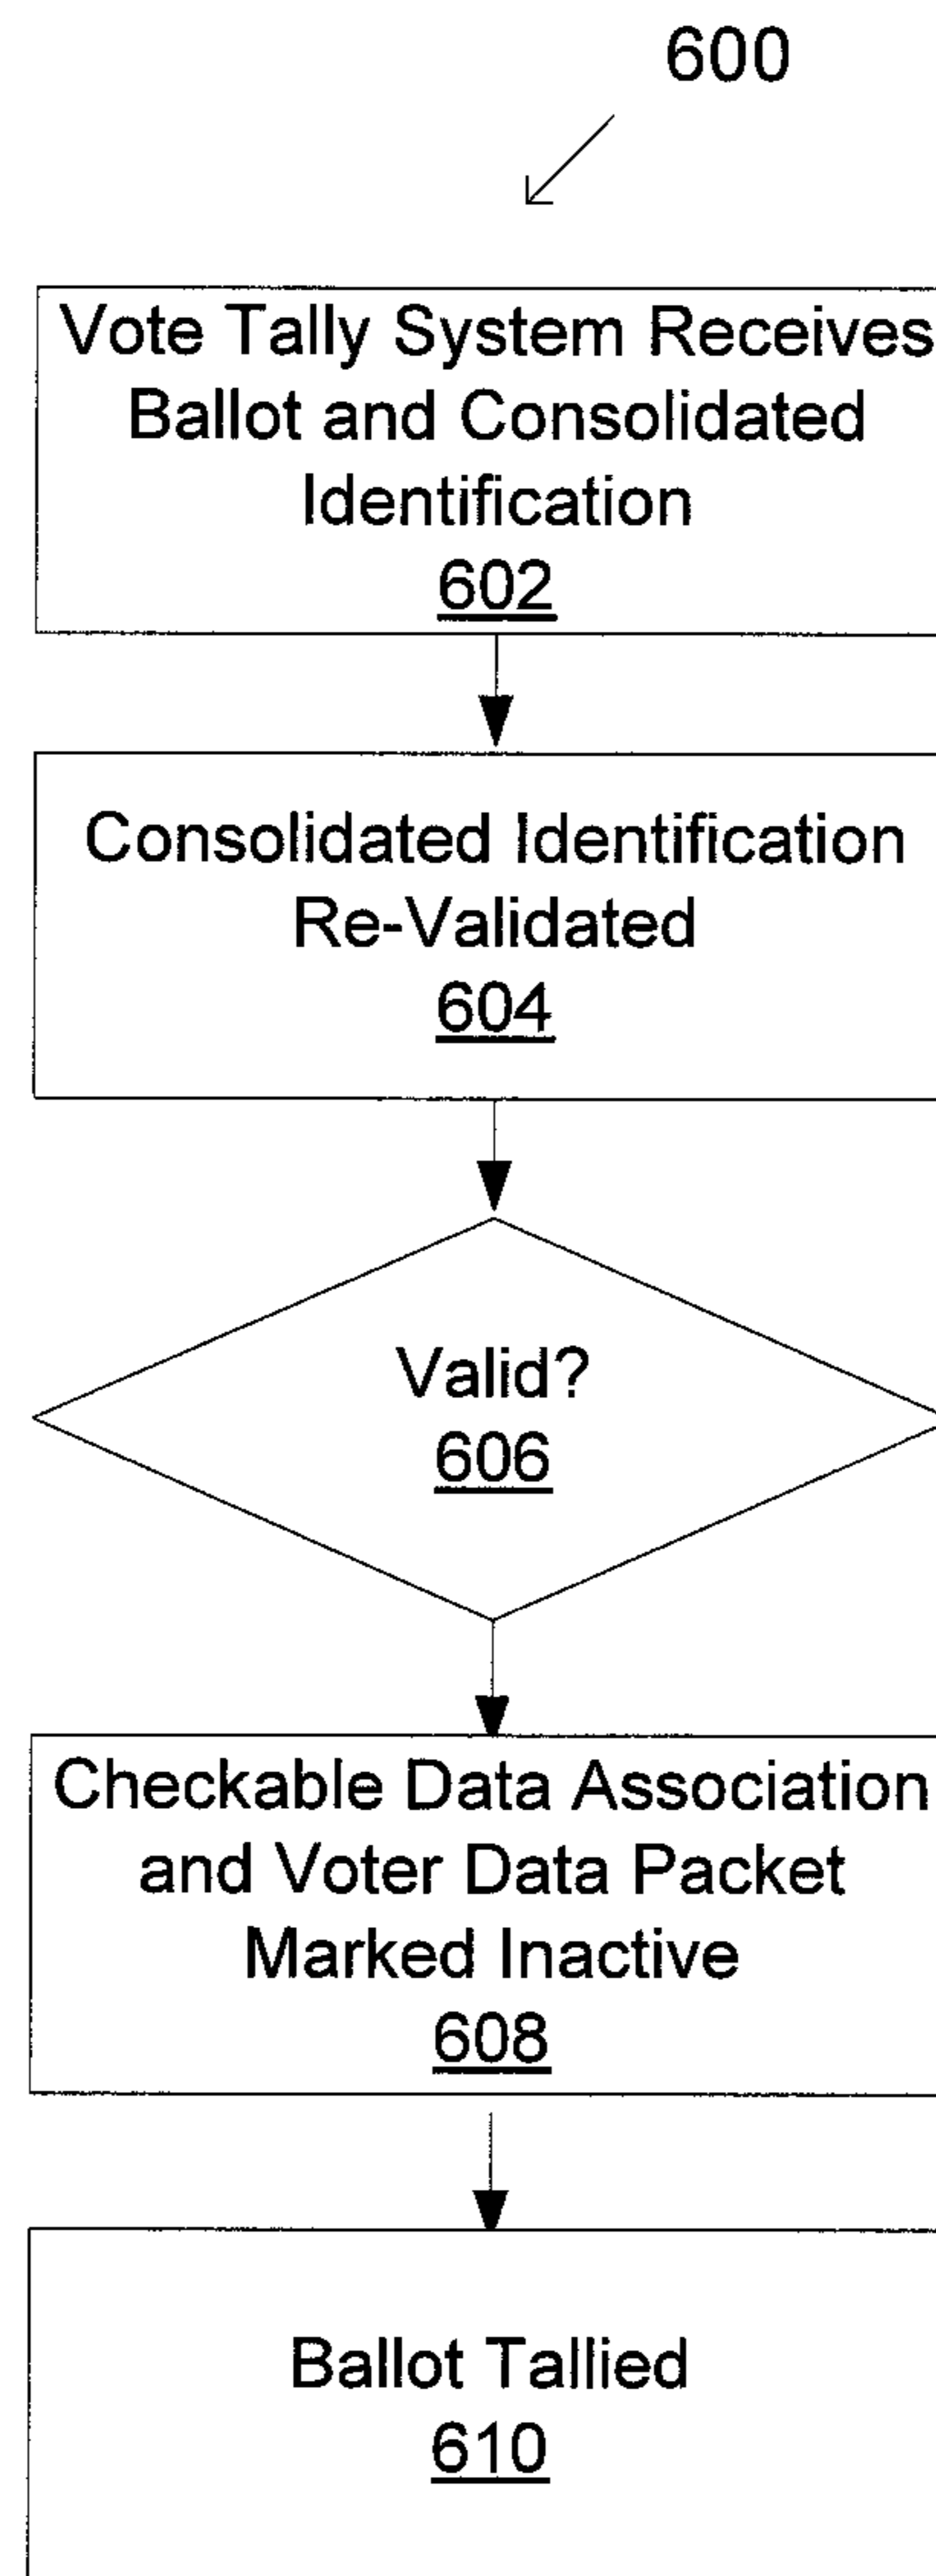 600
Vote Tally System Receives
Ballot and Consolidated
Identification
602
Consolidated Identification
Re-Validated
604
Valid?
606
Checkable Data Association
and Voter Data Packet
Marked Inactive
608
Ballot Tallied
610